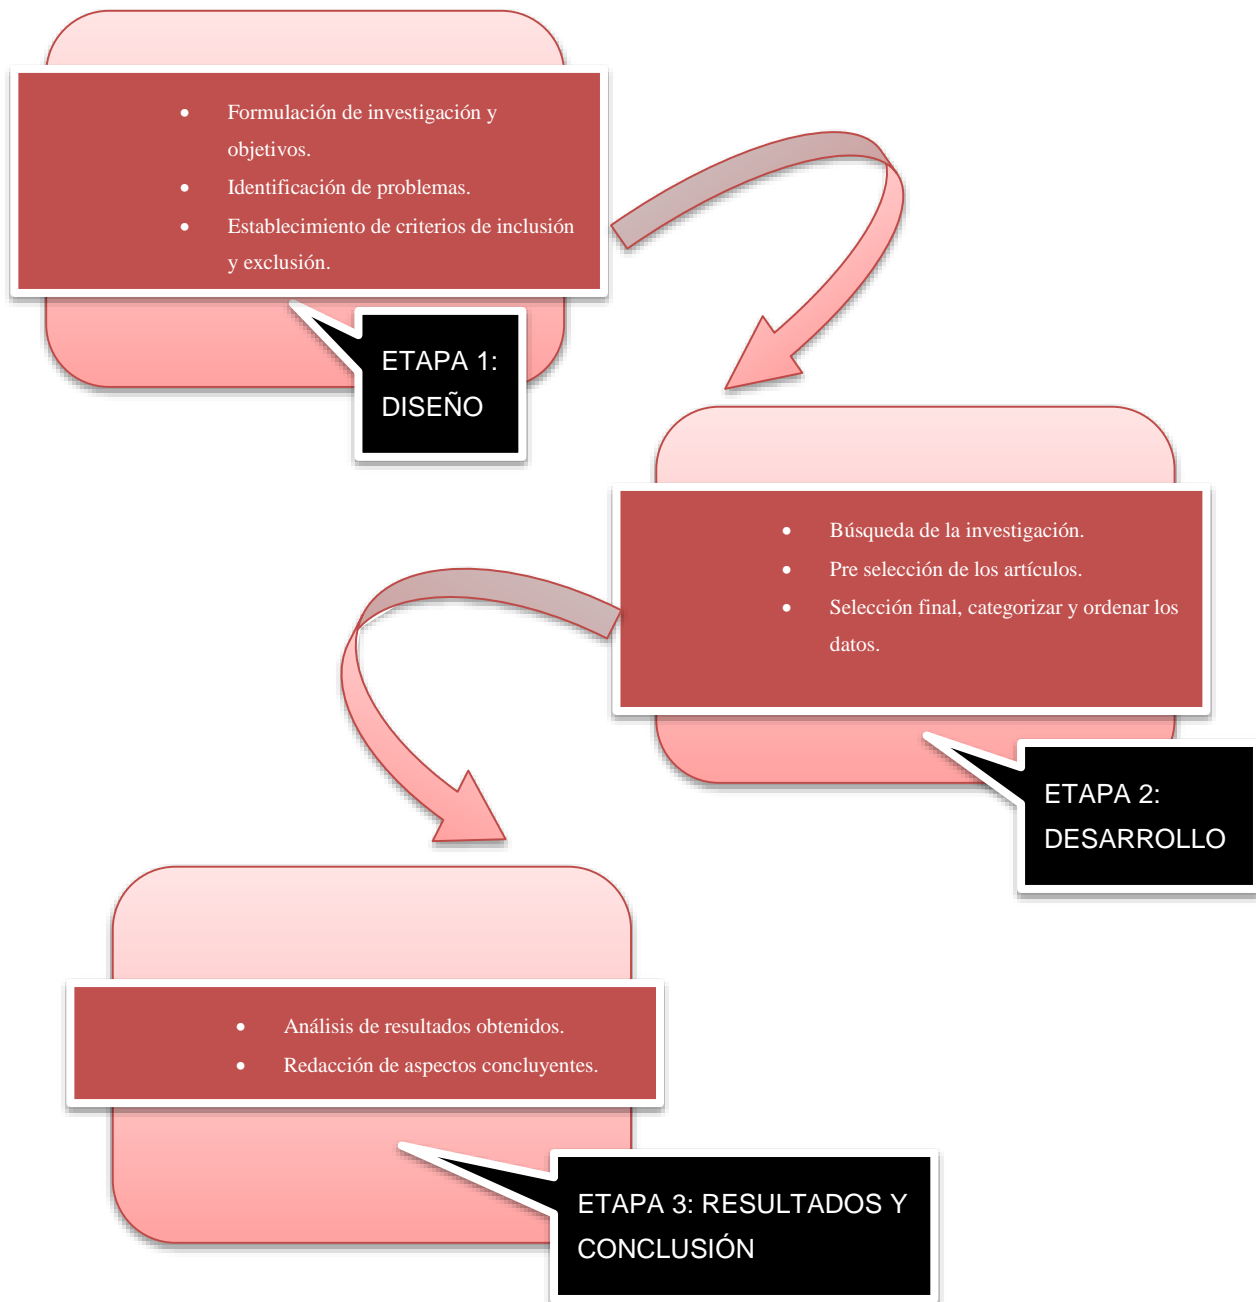 • Formulación de investigación y
objetivos.
• Identificación de problemas.
• Establecimiento de criterios de inclusión
y exclusión.
ETAPA 1:
DISEÑO
• Búsqueda de la investigación.
• Pre selección de los artículos.
• Selección final, categorizar y ordenar los
datos.
ETAPA 2:
DESARROLLO
• Análisis de resultados obtenidos.
• Redacción de aspectos concluyentes.
ETAPA 3: RESULTADOS Y
CONCLUSIÓN